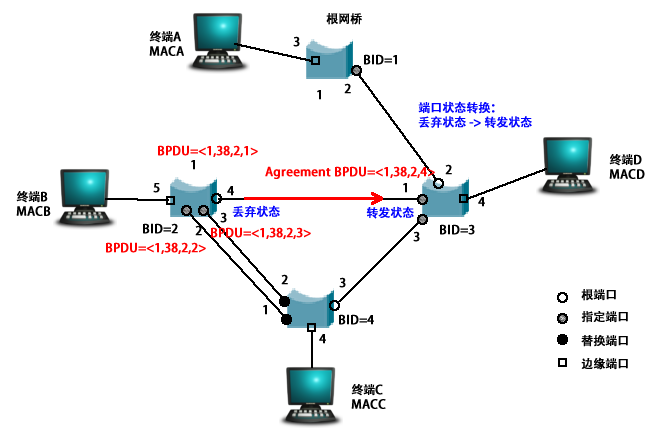 根网桥
终端A
MACA
3
BID=1
1
2
端口状态转换：
丢弃状态 -> 转发状态
BPDU=<1,38,2,1>
1
Agreement BPDU=<1,38,2,4>
2
终端D
MACD
终端B
MACB
5
4
1
4
丢弃状态
转发状态
BID=2
2
3
BPDU=<1,38,2,3>
3
BID=3
BPDU=<1,38,2,2>
2
3
1
BID=4
4
根端口
指定端口
替换端口
边缘端口
终端C
MACC